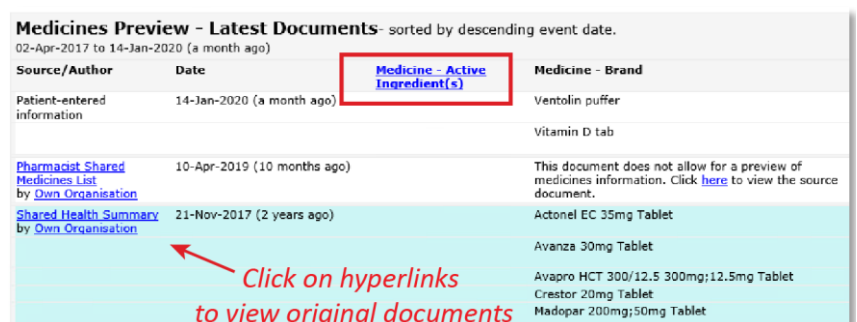 Medicines Preview - Latest Documents- sorted by descending event date.
02-Apr-2017 to 14-Jan-2020 (a month ago)
Source/Author Date Medicine - Active Medicine - Brand
Ingredient(s)
Patient-entered 14-Jan-2020 (a month ago) Ventolin puffer
information
Vitamin D tab
Pharmacist Shared 10-Apr-2019 (10 months ago) This document does not allow for a preview of
Medicines List medicines information. Click here to view the source
by Own Organisation document.
Shared Health Summary 21-Nov-2017 (2 years ago) Actonel EC 35mg Tablet
by Own Organisation
Avanza 30mg Tablet
Click on hyperlinks
Avapro HCT 300/12.5 300mg;12.5mg Tablet
Crestor 20mg Tablet
to view original documents
Madopar 200mg;50mg Tablet